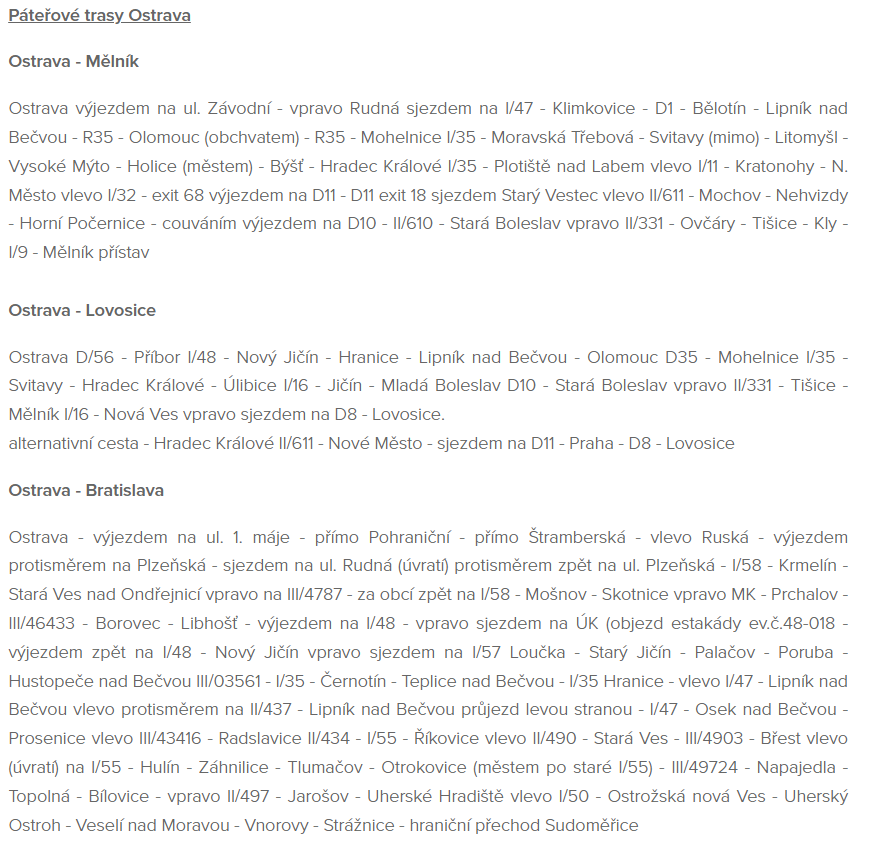 Páteřové trasy Ostrava
Ostrava - Mělník
Ostrava výjezdem na ul. Závodní - vpravo Rudná sjezdem na I/47 - Klimkovice - D1 - Bělotín - Lipník nad
Bečvou - R35 - Olomouc (obchvatem) - R35 - Mohelnice I/35 - Moravská Třebová - Svitavy (mimo) - Litomyšl -
Vysoké Mýto - Holice (městem) - Býšť - Hradec Králové I/35 - Plotiště nad Labem vlevo I/11 - Kratonohy - N.
Město vlevo I/32 - exit 68 výjezdem na D11 - D11 exit 18 sjezdem Starý Vestec vlevo II/611 - Mochov - Nehvizdy
- Horní Počernice - couváním výjezdem na D10 - II/610 - Stará Boleslav vpravo II/331 - Ovčáry - Tišice - Kly -
I/9 - Mělník přístav
Ostrava - Lovosice
Ostrava D/56 - Příbor I/48 - Nový Jičín - Hranice - Lipník nad Bečvou - Olomouc D35 - Mohelnice I/35 -
Svitavy - Hradec Králové - Úlibice I/16 - Jičín - Mladá Boleslav D10 - Stará Boleslav vpravo II/331 - Tišice -
Mělník I/16 - Nová Ves vpravo sjezdem na D8 - Lovosice.
alternativní cesta - Hradec Králové II/611 - Nové Město - sjezdem na D11 - Praha - D8 - Lovosice
Ostrava - Bratislava
Ostrava - výjezdem na ul. 1. máje - přímo Pohraniční - přímo Štramberská - vlevo Ruská - výjezdem
protisměrem na Plzeňská - sjezdem na ul. Rudná (úvratí) protisměrem zpět na ul. Plzeňská - I/58 - Krmelín -
Stará Ves nad Ondřejnicí vpravo na III/4787 - za obcí zpět na I/58 - Mošnov - Skotnice vpravo MK - Prchalov -
III/46433 - Borovec - Libhošť - výjezdem na I/48 - vpravo sjezdem na ÚK (objezd estakády ev.č.48-018 -
výjezdem zpět na I/48 - Nový Jičín vpravo sjezdem na I/57 Loučka - Starý Jičín - Palačov - Poruba -
Hustopeče nad Bečvou III/03561 - I/35 - Černotín - Teplice nad Bečvou - I/35 Hranice - vlevo I/47 - Lipník nad
Bečvou vlevo protisměrem na II/437 - Lipník nad Bečvou průjezd levou stranou - I/47 - Osek nad Bečvou -
Prosenice vlevo III/43416 - Radslavice II/434 - I/55 - Říkovice vlevo II/490 - Stará Ves - III/4903 - Břest vlevo
(úvratí) na I/55 - Hulín - Záhnilice - Tlumačov - Otrokovice (městem po staré I/55) - III/49724 - Napajedla -
Topolná - Bílovice - vpravo II/497 - Jarošov - Uherské Hradiště vlevo I/50 - Ostrožská nová Ves - Uherský
Ostroh - Veselí nad Moravou - Vnorovy - Strážnice - hraniční přechod Sudoměřice